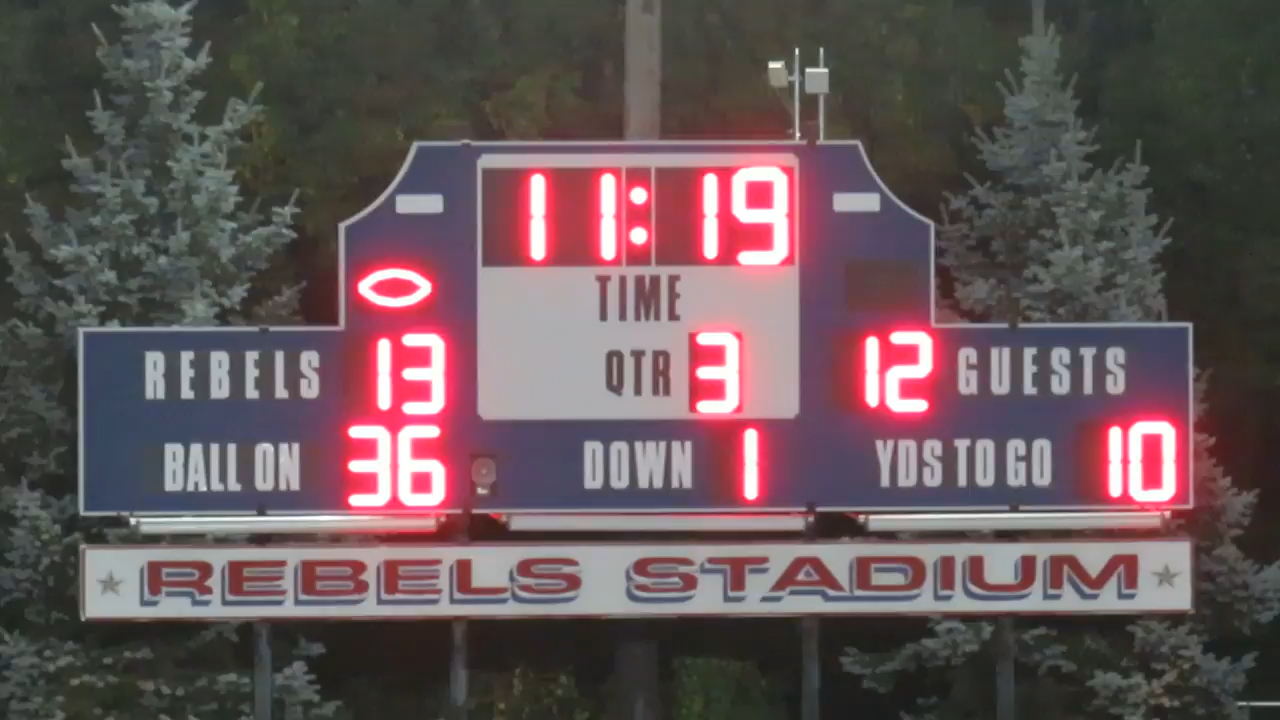 11:19
TIME
REBELS 13 QTR 3 12 GUESTS
BALL ON 36 DOWN 1 YDS TO GO 10
REBELS STADIUM